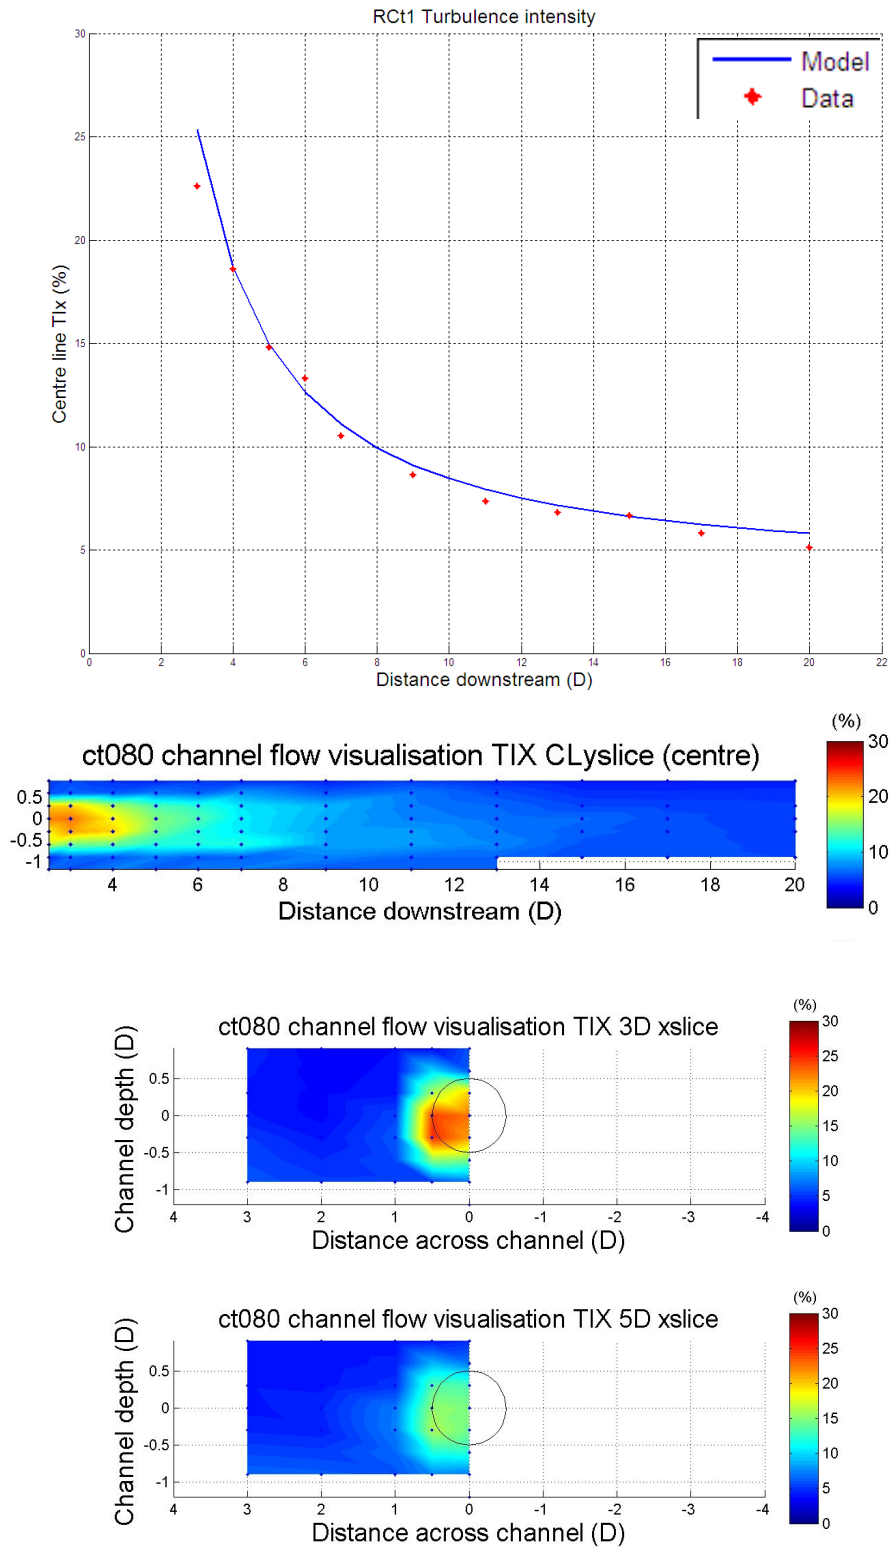 RCt1 Turbulence intensity
30
25
20
15
10
5
0
Centre line TIx (%)
Model
Data
0 2 4 6 8 10 12 14 16 18 20 22
Distance downstream (D)
(%)
ct080 channel flow visualisation TIX CLyslice (centre)
0.5
0
-0.5
-1
4 6 8 10 12 14 16 18 20
Distance downstream (D)
30
20
10
0
(%)
ct080 channel flow visualisation TIX 3D xslice
Channel depth (D)
0.5
0
-0.5
-1
4 3 2 1 0 -1 -2 -3 -4
Distance across channel (D)
30
25
20
15
10
5
0
(%)
ct080 channel flow visualisation TIX 5D xslice
Channel depth (D)
0.5
0
-0.5
-1
4 3 2 1 0 -1 -2 -3 -4
Distance across channel (D)
30
25
20
15
10
5
0